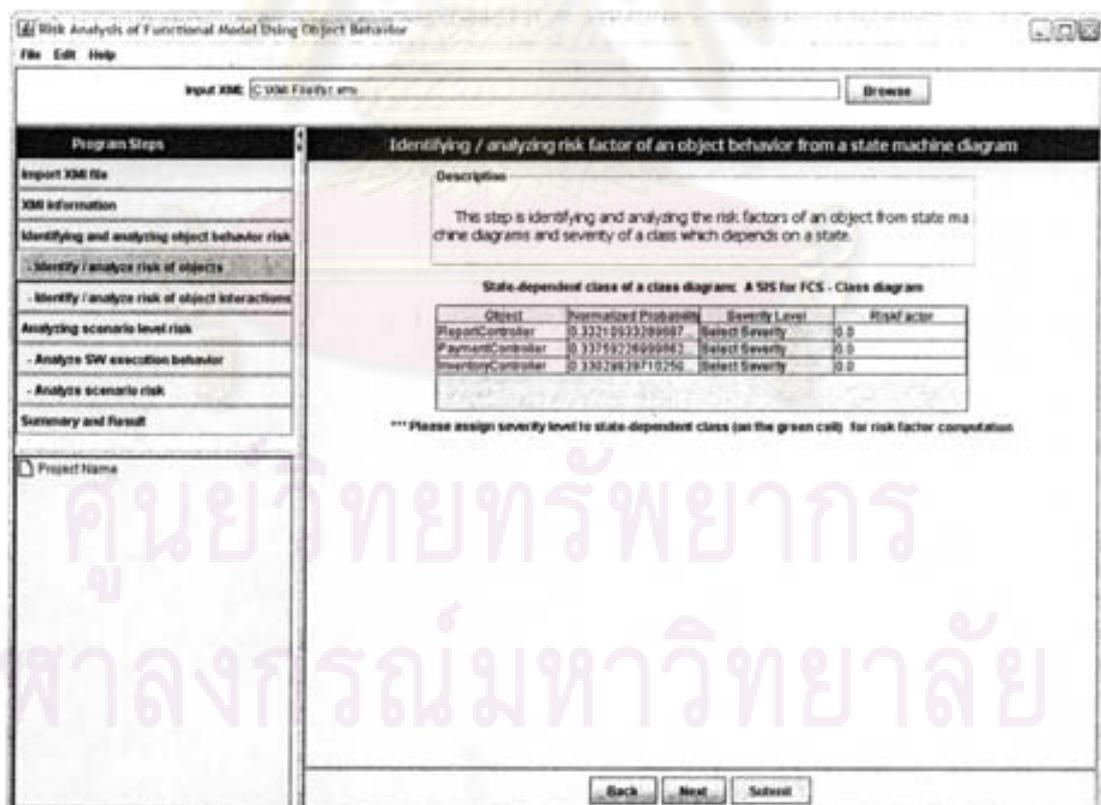 Risk Analysis of Functional Model Using Object Behavior
File Edit Help
Input XMI: Browse
Program Steps
Import XMI file
XMI information
Identifying and analyzing object behavior risk
- Identify / analyze risk of objects
- Identify / analyze risk of object interactions
Analyzing scenario level risk
- Analyze SW execution behavior
- Analyze scenario risk
Summary and Result
Project Name
Identifying / analyzing risk factor of an object behavior from a state machine diagram
Description
This step is identifying and analyzing the risk factors of an object from state ma
chine diagrams and severity of a class which depends on a state.
State-dependent class of a class diagram: A SIS for FCS - Class diagram
Object Normalized Probability Severity Level RiskFactor
ReportController Select Severity 0.0
PaymentController Select Severity 0.0
InventoryController Select Severity 0.0
*** Please assign severity level to state-dependent class (on the green cell) for risk factor computation
ศูนย์วิทยทรัพยากร
จุฬาลงกรณ์มหาวิทยาลัย
Back Next Submit